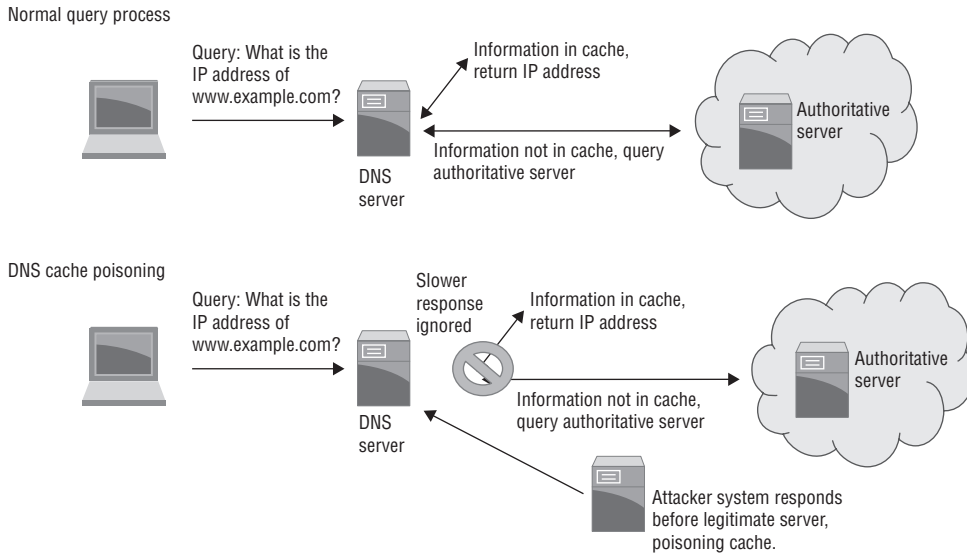 Normal query process
Query: What is the
IP address of
www.example.com?
Information in cache,
return IP address
DNS
server
Information not in cache, query
authoritative server
Authoritative
server
DNS cache poisoning
Query: What is the
IP address of
www.example.com?
DNS
server
Slower
response
ignored
Information in cache,
return IP address
Information not in cache,
query authoritative server
Authoritative
server
Attacker system responds
before legitimate server,
poisoning cache.